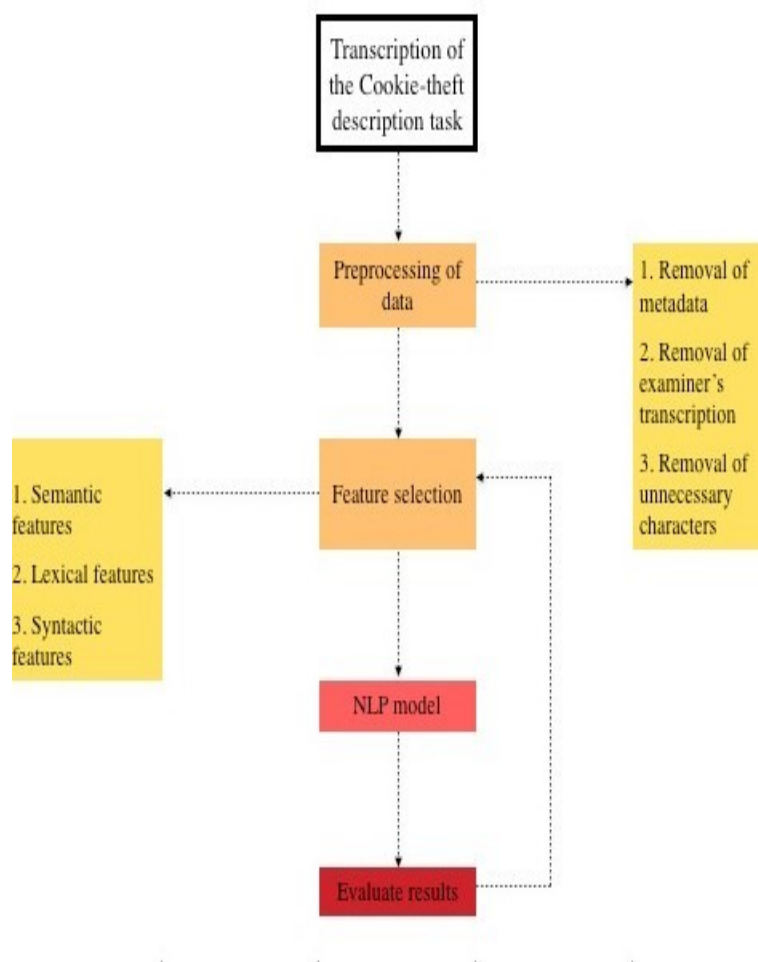 Transcription of
the Cookie-theft
description task
Preprocessing of
data
1. Removal of
metadata
2. Removal of
examiner´s
transcription
3. Removal of
unnecessary
characters
Feature selection
1. Semantic
features
2. Lexical features
3. Syntactic
features
NLP model
Evaluate results